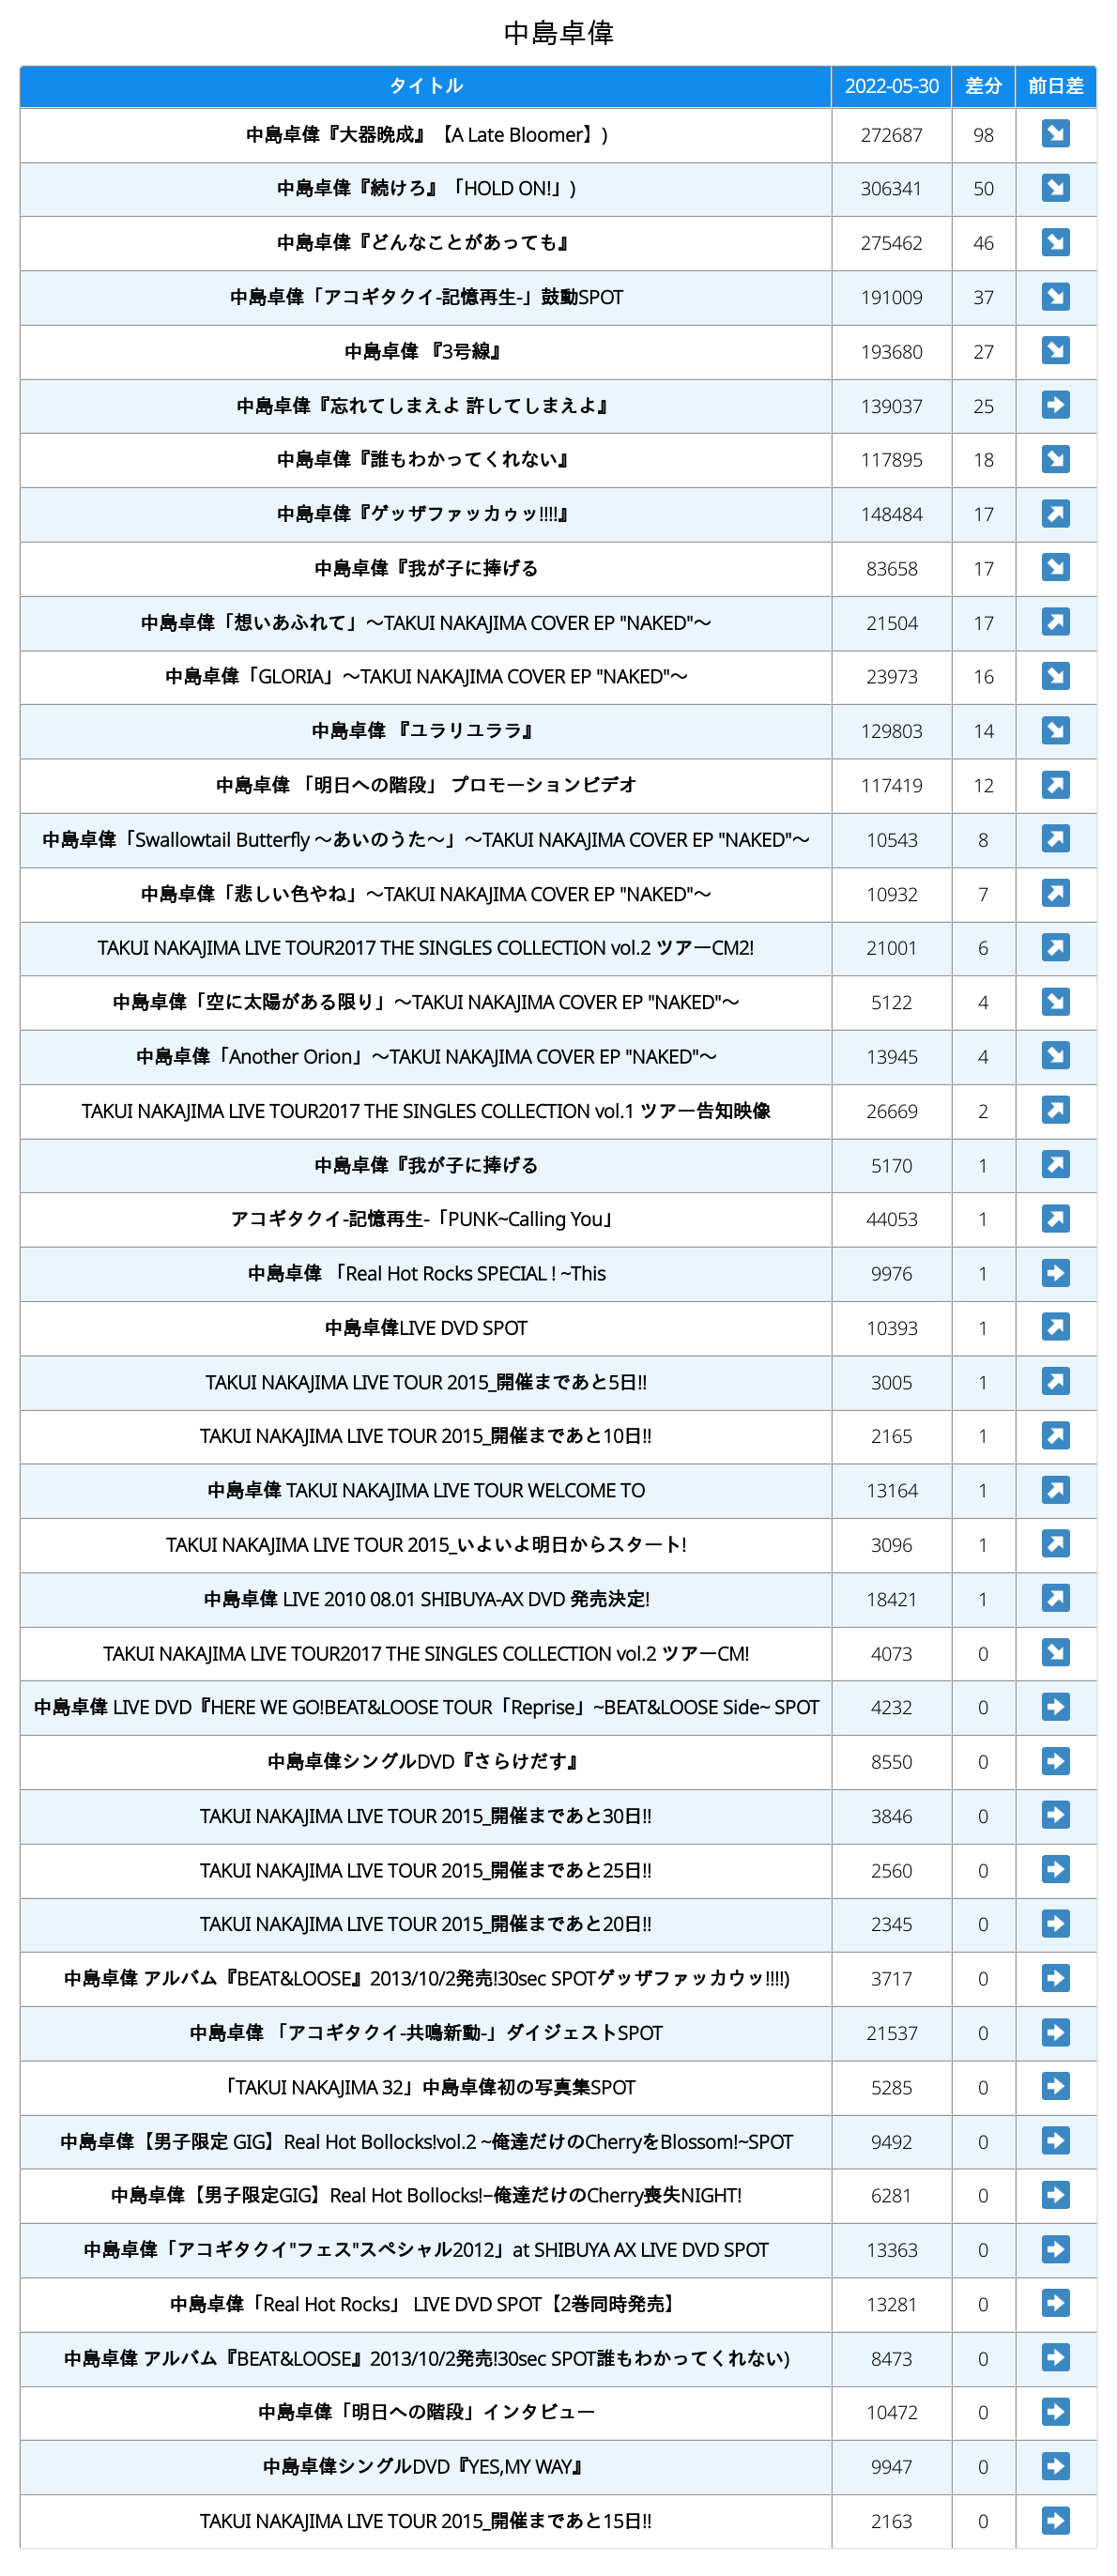 中島卓偉
タイトル 2022-05-30 差分 前日差
中島卓偉『大器晩成』【A Late Bloomer】) 272687 98 ↘
中島卓偉『続けろ』「HOLD ON!」) 306341 50 ↘
中島卓偉『どんなことがあっても』 275462 46 ↘
中島卓偉「アコギタクイ-記憶再生-」鼓動SPOT 191009 37 ↘
中島卓偉 『3号線』 193680 27 ↘
中島卓偉『忘れてしまえよ 許してしまえよ』 139037 25 ➡
中島卓偉『誰もわかってくれない』 117895 18 ↘
中島卓偉『ゲッザファッカゥッ!!!!』 148484 17 ↗
中島卓偉『我が子に捧げる 83658 17 ↘
中島卓偉「想いあふれて」〜TAKUI NAKAJIMA COVER EP "NAKED"〜 21504 17 ↗
中島卓偉「GLORIA」〜TAKUI NAKAJIMA COVER EP "NAKED"〜 23973 16 ↘
中島卓偉 『ユラリユララ』 129803 14 ↘
中島卓偉 「明日への階段」 プロモーションビデオ 117419 12 ↗
中島卓偉「Swallowtail Butterfly 〜あいのうた〜」〜TAKUI NAKAJIMA COVER EP "NAKED"〜 10543 8 ↗
中島卓偉「悲しい色やね」〜TAKUI NAKAJIMA COVER EP "NAKED"〜 10932 7 ↗
TAKUI NAKAJIMA LIVE TOUR2017 THE SINGLES COLLECTION vol.2 ツアーCM2! 21001 6 ↗
中島卓偉「空に太陽がある限り」〜TAKUI NAKAJIMA COVER EP "NAKED"〜 5122 4 ↘
中島卓偉「Another Orion」〜TAKUI NAKAJIMA COVER EP "NAKED"〜 13945 4 ↘
TAKUI NAKAJIMA LIVE TOUR2017 THE SINGLES COLLECTION vol.1 ツアー告知映像 26669 2 ↗
中島卓偉『我が子に捧げる 5170 1 ↗
アコギタクイ-記憶再生-「PUNK~Calling You」 44053 1 ↗
中島卓偉 「Real Hot Rocks SPECIAL ! ~This 9976 1 ➡
中島卓偉LIVE DVD SPOT 10393 1 ↗
TAKUI NAKAJIMA LIVE TOUR 2015_開催まであと5日!! 3005 1 ↗
TAKUI NAKAJIMA LIVE TOUR 2015_開催まであと10日!! 2165 1 ↗
中島卓偉 TAKUI NAKAJIMA LIVE TOUR WELCOME TO 13164 1 ↗
TAKUI NAKAJIMA LIVE TOUR 2015_いよいよ明日からスタート! 3096 1 ↗
中島卓偉 LIVE 2010 08.01 SHIBUYA-AX DVD 発売決定! 18421 1 ↗
TAKUI NAKAJIMA LIVE TOUR2017 THE SINGLES COLLECTION vol.2 ツアーCM! 4073 0 ↘
中島卓偉 LIVE DVD『HERE WE GO!BEAT&LOOSE TOUR「Reprise」~BEAT&LOOSE Side~ SPOT 4232 0 ➡
中島卓偉シングルDVD『さらけだす』 8550 0 ➡
TAKUI NAKAJIMA LIVE TOUR 2015_開催まであと30日!! 3846 0 ➡
TAKUI NAKAJIMA LIVE TOUR 2015_開催まであと25日!! 2560 0 ➡
TAKUI NAKAJIMA LIVE TOUR 2015_開催まであと20日!! 2345 0 ➡
中島卓偉 アルバム『BEAT&LOOSE』2013/10/2発売!30sec SPOTゲッザファッカウッ!!!!) 3717 0 ➡
中島卓偉 「アコギタクイ-共鳴新動-」ダイジェストSPOT 21537 0 ➡
「TAKUI NAKAJIMA 32」中島卓偉初の写真集SPOT 5285 0 ➡
中島卓偉【男子限定 GIG】Real Hot Bollocks!vol.2 ~俺達だけのCherryをBlossom!~SPOT 9492 0 ➡
中島卓偉【男子限定GIG】Real Hot Bollocks!−俺達だけのCherry喪失NIGHT! 6281 0 ➡
中島卓偉「アコギタクイ"フェス"スペシャル2012」at SHIBUYA AX LIVE DVD SPOT 13363 0 ➡
中島卓偉「Real Hot Rocks」 LIVE DVD SPOT【2巻同時発売】 13281 0 ➡
中島卓偉 アルバム『BEAT&LOOSE』2013/10/2発売!30sec SPOT誰もわかってくれない) 8473 0 ➡
中島卓偉「明日への階段」インタビュー 10472 0 ➡
中島卓偉シングルDVD『YES,MY WAY』 9947 0 ➡
TAKUI NAKAJIMA LIVE TOUR 2015_開催まであと15日!! 2163 0 ➡